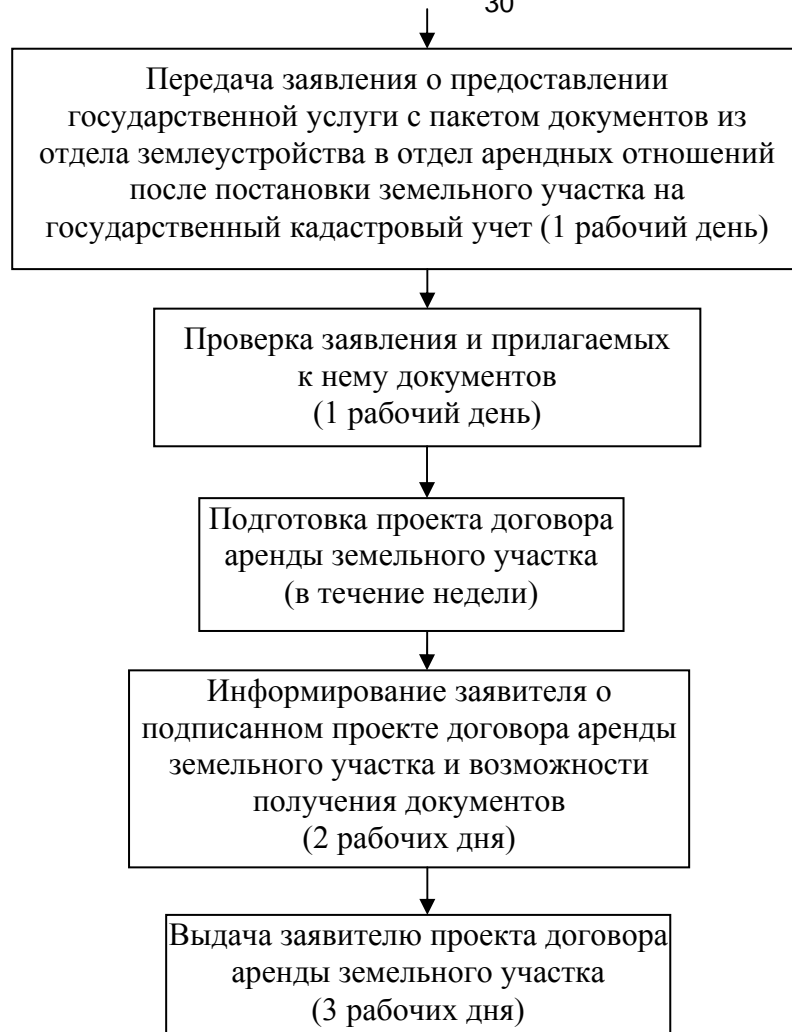 30
Передача заявления о предоставлении
государственной услуги с пакетом документов из
отдела землеустройства в отдел арендных отношений
после постановки земельного участка на
государственный кадастровый учет (1 рабочий день)
Проверка заявления и прилагаемых
к нему документов
(1 рабочий день)
Подготовка проекта договора
аренды земельного участка
(в течение недели)
Информирование заявителя о
подписанном проекте договора аренды
земельного участка и возможности
получения документов
(2 рабочих дня)
Выдача заявителю проекта договора
аренды земельного участка
(3 рабочих дня)